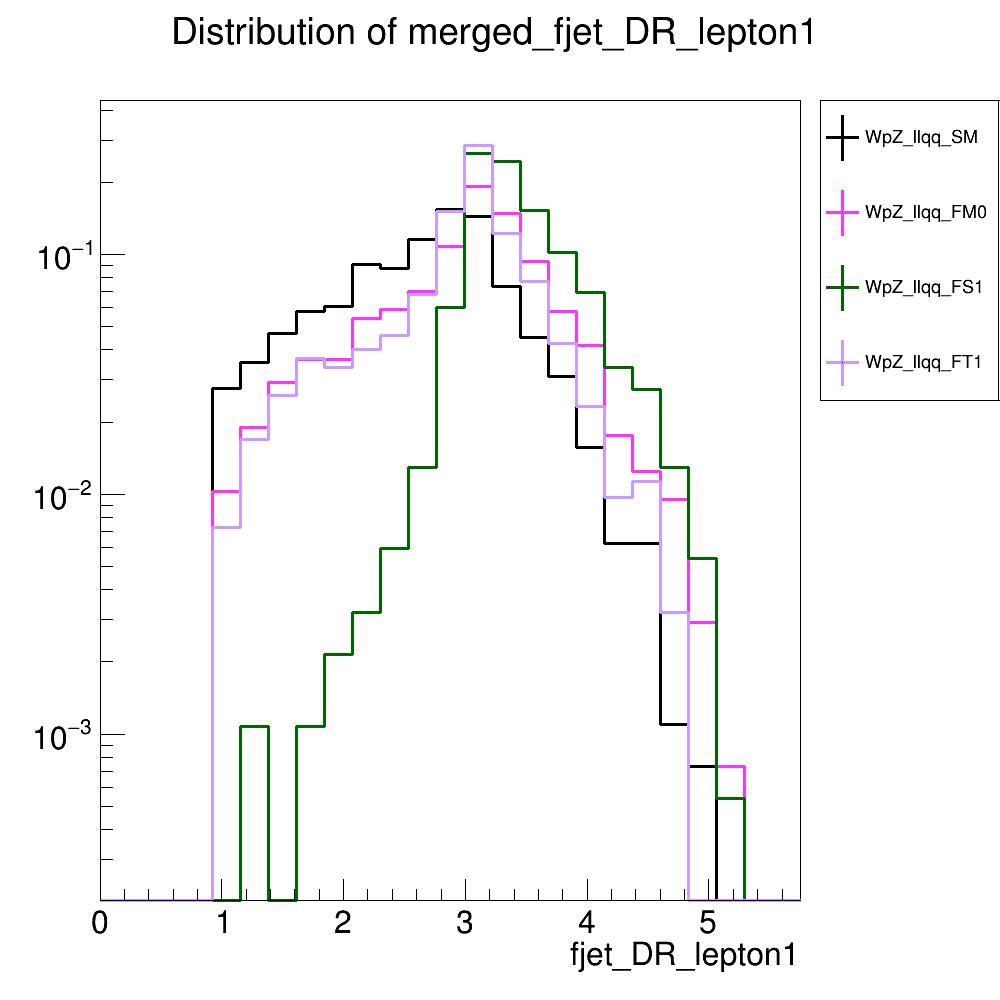 Distribution of merged_fjet_DR_lepton1
WpZ_llqq_SM
WpZ_llqq_FM0
WpZ_llqq_FS1
WpZ_llqq_FT1
10−1
10−2
10−3
0 1 2 3 4 5
fjet_DR_lepton1